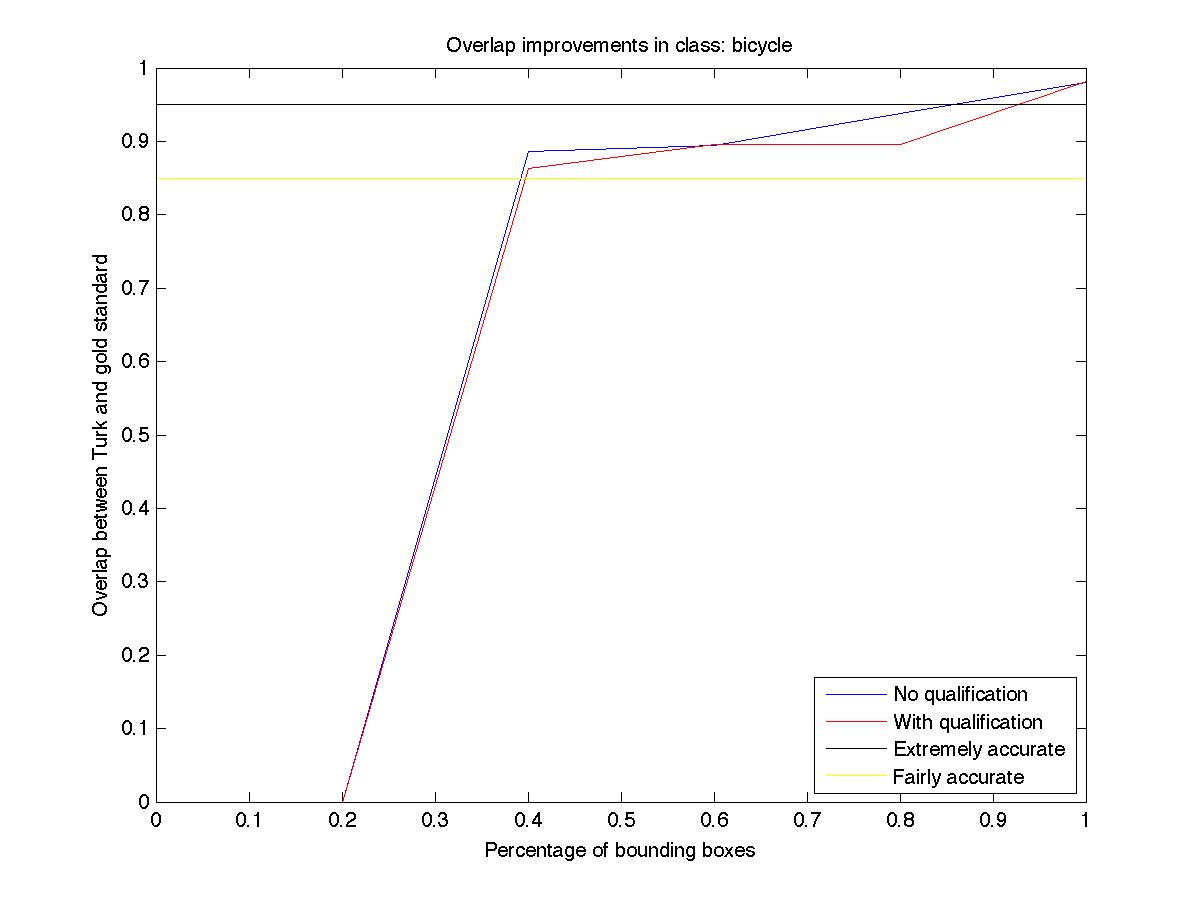 Overlap improvements in class: bicycle
1
0.9
0.8
0.7
0.6
0.5
0.4
0.3
0.2
0.1
0
Overlap between Turk and gold standard
0 0.1 0.2 0.3 0.4 0.5 0.6 0.7 0.8 0.9 1
Percentage of bounding boxes
No qualification
With qualification
Extremely accurate
Fairly accurate